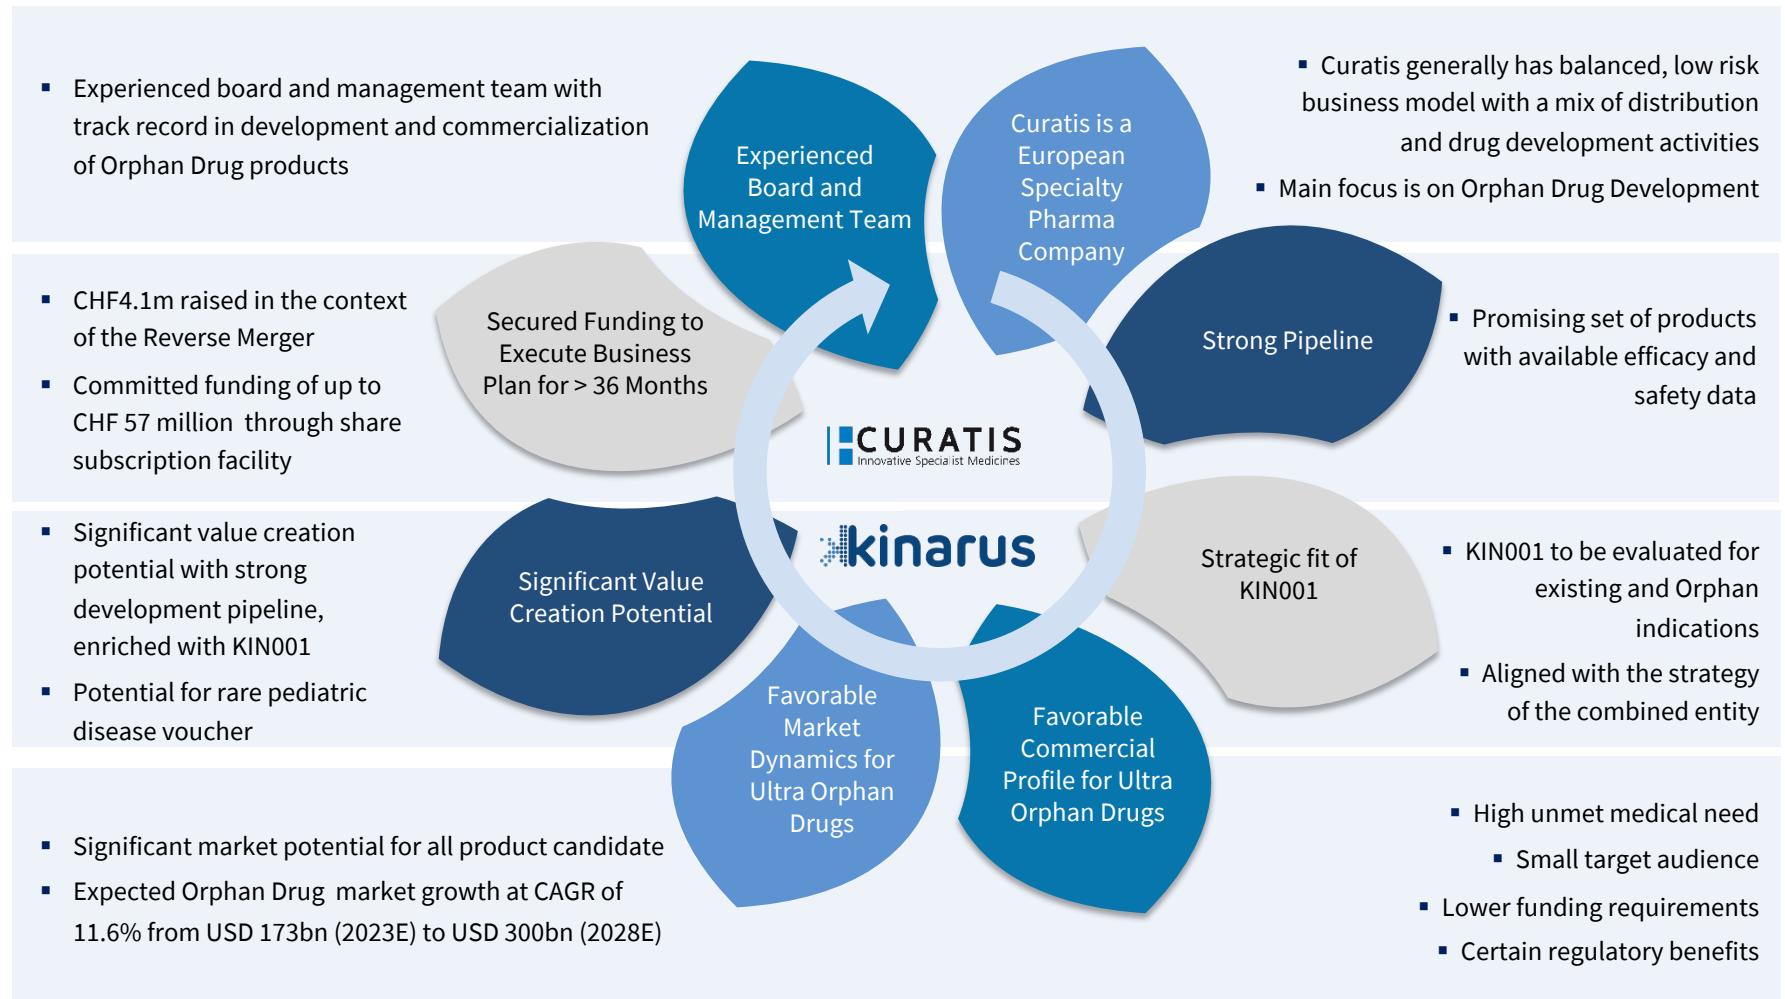 ▪ Experienced board and management team with
track record in development and commercialization
of Orphan Drug products
Experienced
Board and
Management Team
Curatis is a
European
Specialty
Pharma
Company
▪ Curatis generally has balanced, low risk
business model with a mix of distribution
and drug development activities
▪ Main focus is on Orphan Drug Development
▪ CHF4.1m raised in the context
of the Reverse Merger
▪ Committed funding of up to
CHF 57 million through share
subscription facility
Secured Funding to
Execute Business
Plan for > 36 Months
Strong Pipeline
▪ Promising set of products
with available efficacy and
safety data
CURATIS
Innovative Specialist Medicines
kinarus
▪ Significant value creation
potential with strong
development pipeline,
enriched with KIN001
▪ Potential for rare pediatric
disease voucher
Significant Value
Creation Potential
Strategic fit of
KIN001
▪ KIN001 to be evaluated for
existing and Orphan
indications
▪ Aligned with the strategy
of the combined entity
Favorable
Market
Dynamics for
Ultra Orphan
Drugs
Favorable
Commercial
Profile for Ultra
Orphan Drugs
▪ Significant market potential for all product candidate
▪ Expected Orphan Drug market growth at CAGR of
11.6% from USD 173bn (2023E) to USD 300bn (2028E)
▪ High unmet medical need
▪ Small target audience
▪ Lower funding requirements
▪ Certain regulatory benefits